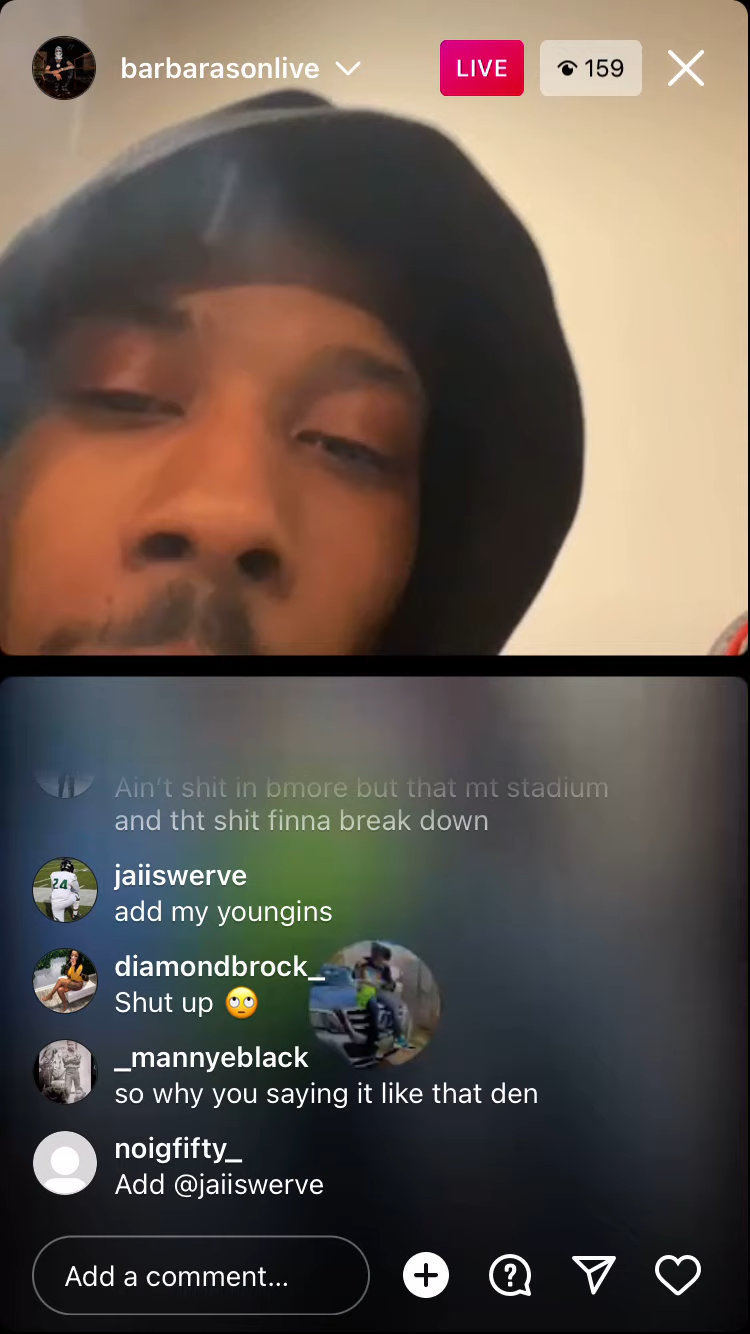 barbarasonlive
LIVE
159
Ain't shit in bmore but that mt stadium
and tht shit finna break down
jaiiswerve
add my youngins
diamondbrock_
Shut up 🙄
_mannyeblack
so why you saying it like that den
noigfifty_
Add @jaiiswerve
Add a comment...